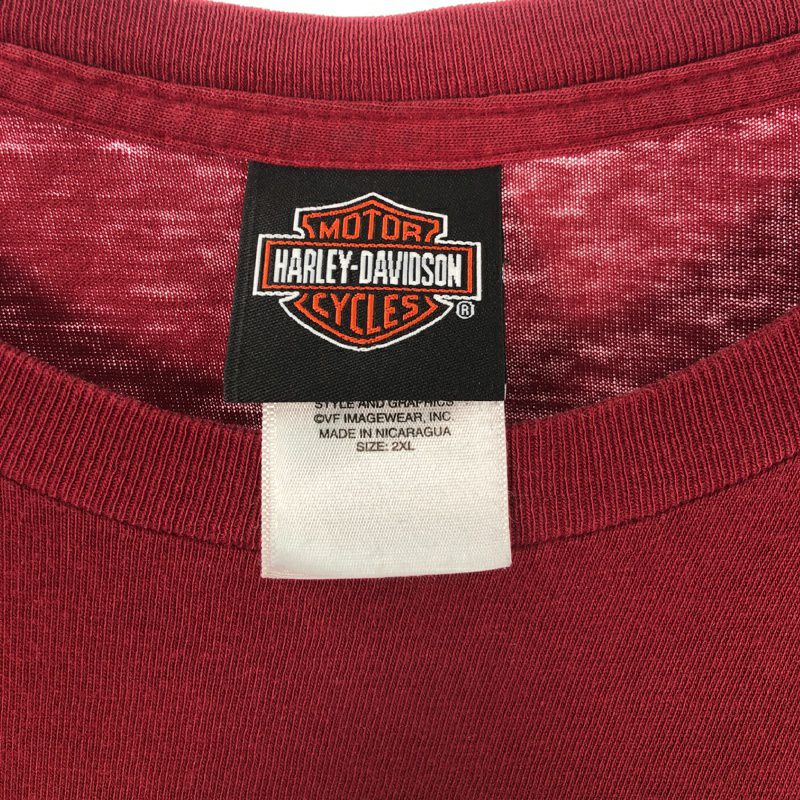 MOTOR
HARLEY-DAVIDSON
CYCLES
®
STYLE AND GRAPHICS
©VF IMAGEWEAR, INC.
MADE IN NICARAGUA
SIZE: 2XL